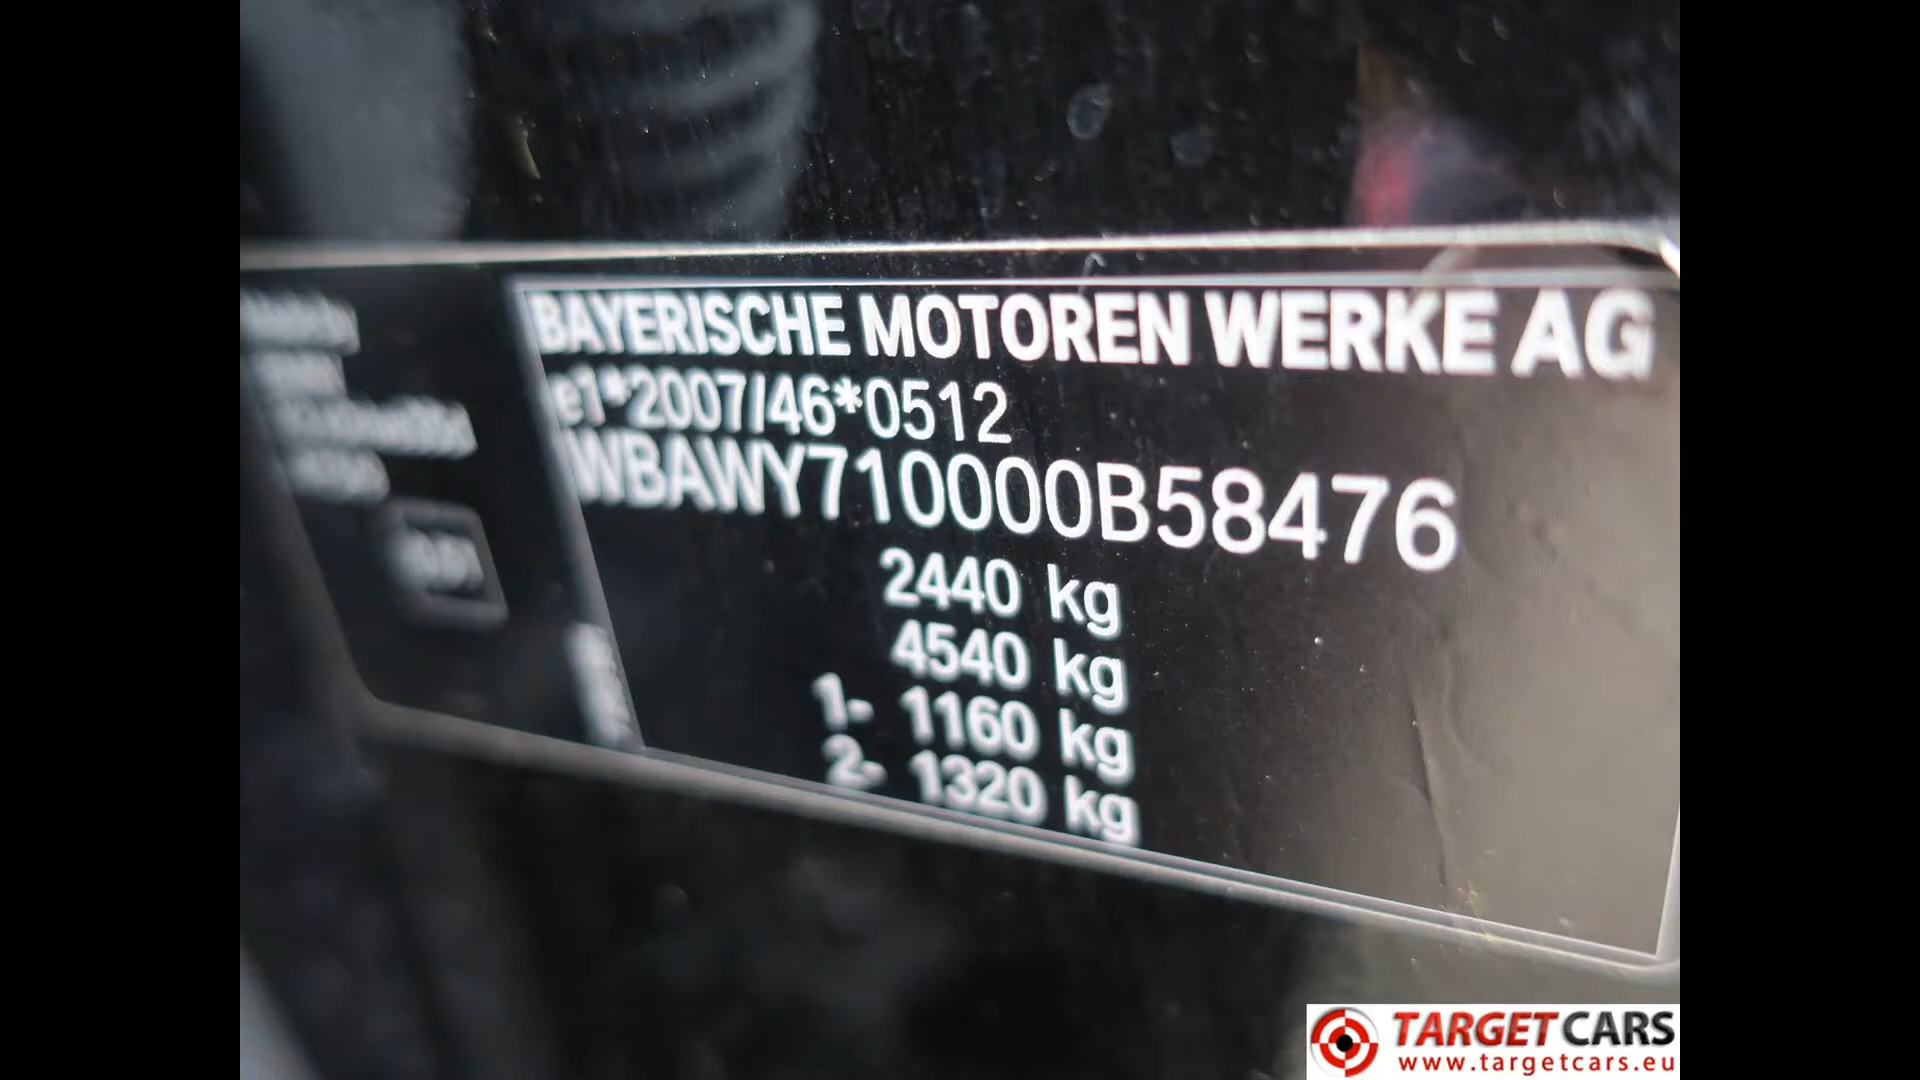 BAYERISCHE MOTOREN WERKE AG
e1*2007/46*0512
WBAWY710000B58476
2440 kg
4540 kg
1- 1160 kg
2- 1320 kg
TARGET CARS
www.targetcars.eu